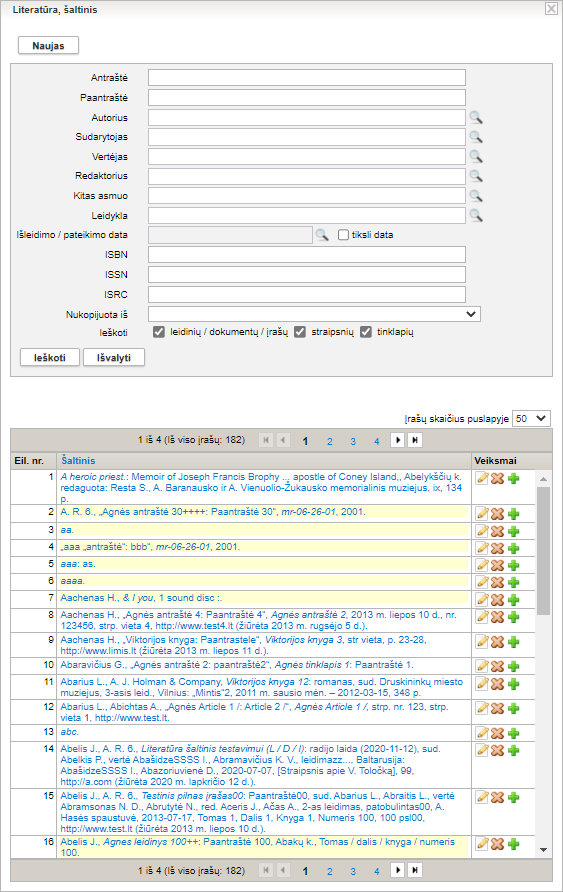 Literatūra, šaltinis
Naujas
Antraštė
Paantraštė
Autorius
Sudarytojas
Vertėjas
Redaktorius
Kitas asmuo
Leidykla
Išleidimo / pateikimo data
tiksli data
ISBN
ISSN
ISRC
Nukopijuota iš
Ieškoti leidinių / dokumentų / įrašų straipsnių tinklapių
Ieškoti Išvalyti
Įrašų skaičius puslapyje 50
1 iš 4 (Iš viso įrašų: 182) 1 2 3 4
Eil. nr. Šaltinis Veiksmai
1 A heroic priest.: Memoir of Joseph Francis Brophy ... apostle of Coney Island,, Abelykščių k.
redaguota: Resta S., A. Baranausko ir A. Vienuolio-Žukausko memorialinis muziejus, ix, 134
p.
2 A. R. 6., „Agnės antraštė 30++++: Paantraštė 30“, mr-06-26-01, 2001.
3 aa.
4 „aaa „antraštė“: bbb“, mr-06-26-01, 2001.
5 aaa: as.
6 aaaa.
7 Aachenas H., & I you, 1 sound disc :.
8 Aachenas H., „Agnės antraštė 4: Paantraštė 4“, Agnės antraštė 2, 2013 m. liepos 10 d., nr.
123456, strp. vieta 4, http://www.test4.lt (žiūrėta 2013 m. rugsėjo 5 d.).
9 Aachenas H., „Viktorijos knyga: Paantrastele“, Viktorijos knyga 3, str vieta, p. 23-28,
http://www.limis.lt (žiūrėta 2013 m. liepos 11 d.).
10 Abaravičius G., „Agnės antraštė 2: paantraštė2“, Agnės tinklapis 1: Paantraštė 1.
11 Abarius L., A. J. Holman & Company, Viktorijos knyga 12: romanas, sud. Druskininkų miesto
muziejus, 3-asis leid., Vilnius: „Mintis“2, 2011 m. sausio mėn. – 2012-03-15, 348 p.
12 Abarius L., Abichtas A., „Agnės Article 1 /: Article 2 /“, Agnės Article 1 /, strp. nr. 123, strp.
vieta 1, http://www.test.lt,
13 abc.
14 Abelis J., A. R. 6., Literatūra šaltinis testavimui (L / D / I): radijo laida (2020-11-12), sud.
Abelkis P., vertė AbašidzeSSSS I., Abramavičius K. V., leidimazz..., Baltarusija:
AbašidzeSSSS I., Abazoriuvienė D., 2020-07-07, [Straipsnis apie V. Toločką], 99,
http://a.com (žiūrėta 2020 m. lapkričio 12 d.).
15 Abelis J., A. R. 6., Testinis pilnas įrašas00: Paantraštė00, sud. Abarius L., Abraitis L., vertė
Abramsonas N. D., Abrutytė N., red. Aceris J., Ačas A., 2-as leidimas, patobulintas00, A.
Hasės spaustuvė, 2013-07-17, Tomas 1, Dalis 1, Knyga 1, Numeris 100, 100 psl00,
http://www.test.lt (žiūrėta 2013 m. liepos 10 d.).
16 Abelis J., Agnes leidinys 100++: Paantraštė 100, Abakų k., Tomas / dalis / knyga / numeris
100.
1 iš 4 (Iš viso įrašų: 182) 1 2 3 4